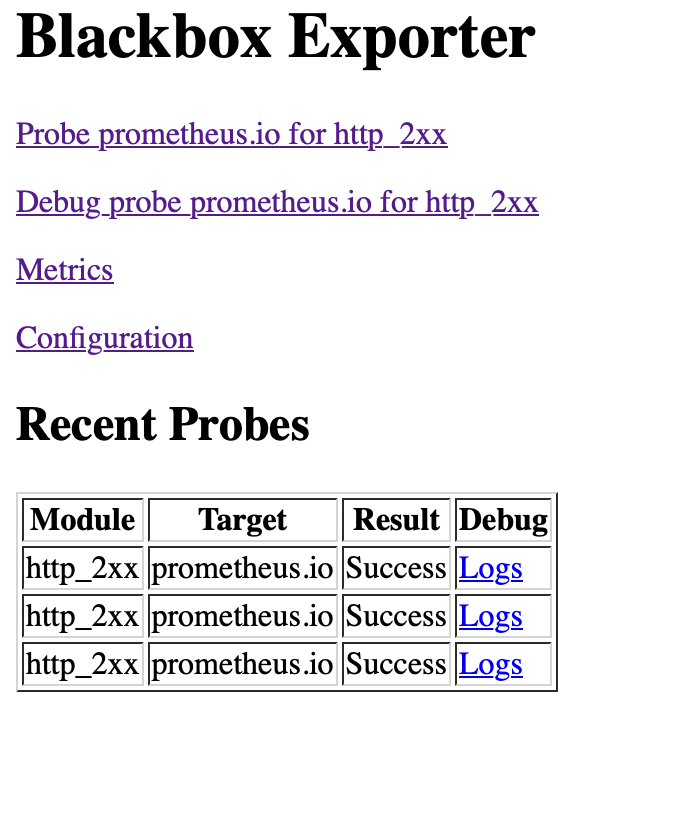 Blackbox Exporter
Probe prometheus.io for http_2xx
Debug probe prometheus.io for http_2xx
Metrics
Configuration
Recent Probes
Module Target Result Debug
http_2xx prometheus.io Success Logs
http_2xx prometheus.io Success Logs
http_2xx prometheus.io Success Logs